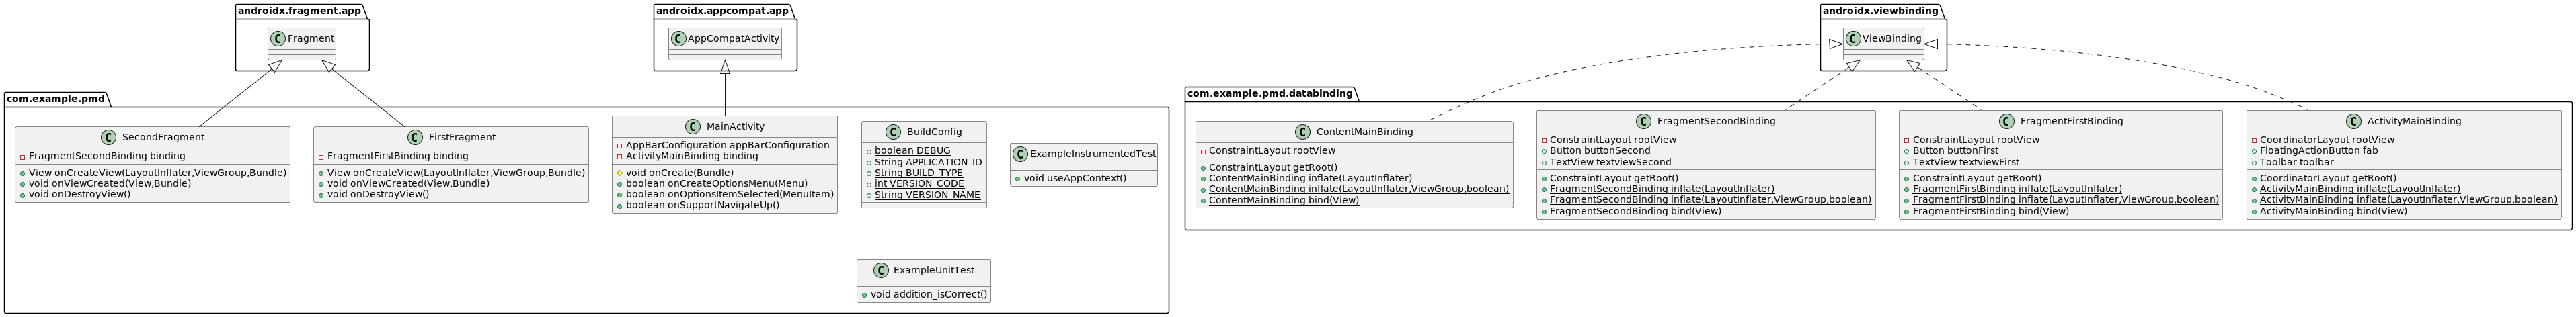 androidx.fragment.app
C Fragment
androidx.appcompat.app
C AppCompatActivity
androidx.viewbinding
C ViewBinding
com.example.pmd
C SecondFragment
FragmentSecondBinding binding
View onCreateView(LayoutInflater,ViewGroup,Bundle)
void onViewCreated(View,Bundle)
void onDestroyView()
C FirstFragment
FragmentFirstBinding binding
View onCreateView(LayoutInflater,ViewGroup,Bundle)
void onViewCreated(View,Bundle)
void onDestroyView()
C MainActivity
AppBarConfiguration appBarConfiguration
ActivityMainBinding binding
void onCreate(Bundle)
boolean onCreateOptionsMenu(Menu)
boolean onOptionsItemSelected(MenuItem)
boolean onSupportNavigateUp()
C BuildConfig
boolean DEBUG
String APPLICATION_ID
String BUILD_TYPE
int VERSION_CODE
String VERSION_NAME
C ExampleInstrumentedTest
void useAppContext()
C ExampleUnitTest
void addition_isCorrect()
com.example.pmd.databinding
C ContentMainBinding
ConstraintLayout rootView
ConstraintLayout getRoot()
ContentMainBinding inflate(LayoutInflater)
ContentMainBinding inflate(LayoutInflater,ViewGroup,boolean)
ContentMainBinding bind(View)
C FragmentSecondBinding
ConstraintLayout rootView
Button buttonSecond
TextView textviewSecond
ConstraintLayout getRoot()
FragmentSecondBinding inflate(LayoutInflater)
FragmentSecondBinding inflate(LayoutInflater,ViewGroup,boolean)
FragmentSecondBinding bind(View)
C FragmentFirstBinding
ConstraintLayout rootView
Button buttonFirst
TextView textviewFirst
ConstraintLayout getRoot()
FragmentFirstBinding inflate(LayoutInflater)
FragmentFirstBinding inflate(LayoutInflater,ViewGroup,boolean)
FragmentFirstBinding bind(View)
C ActivityMainBinding
CoordinatorLayout rootView
FloatingActionButton fab
Toolbar toolbar
CoordinatorLayout getRoot()
ActivityMainBinding inflate(LayoutInflater)
ActivityMainBinding inflate(LayoutInflater,ViewGroup,boolean)
ActivityMainBinding bind(View)